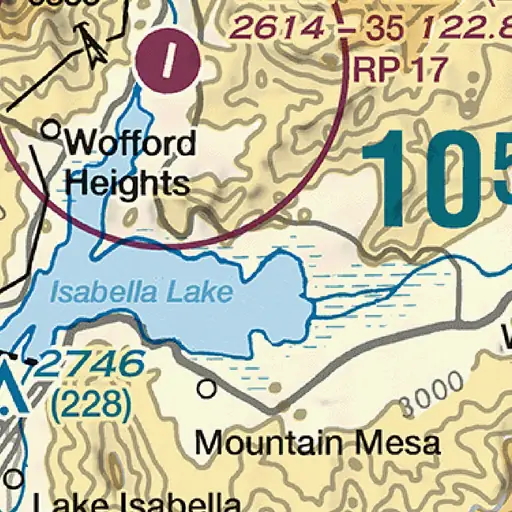 2614 – 35 122.8
RP 17
Wofford
Heights
10⁵
Isabella Lake
2746
(228)
3000
Mountain Mesa
Lake Isabella